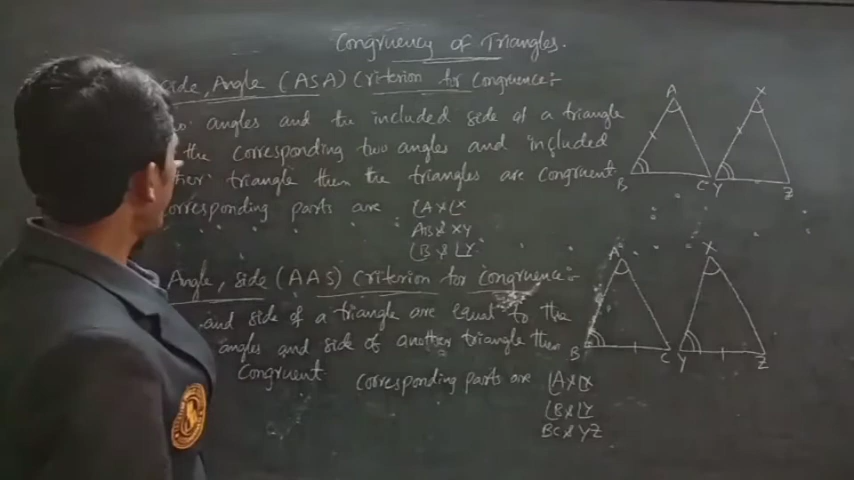 Congruency of Triangles.
side, Angle (ASA) Criterion for Congruence:-
two angles and the included side of a triangle
the corresponding two angles and included
other triangle them the triangles are congruent
corresponding parts are ∠A & ∠X
AB & XY
∠B & ∠Y
Angle, side (AAS) Criterion for Congruence:-
and side of a triangle are equal to the
angles and side of another triangle the
Congruent
Corresponding parts are ∠A & ∠X
∠B & ∠Y
BC & YZ
A
B
C
X
Y
Z
A
B
C
X
Y
Z